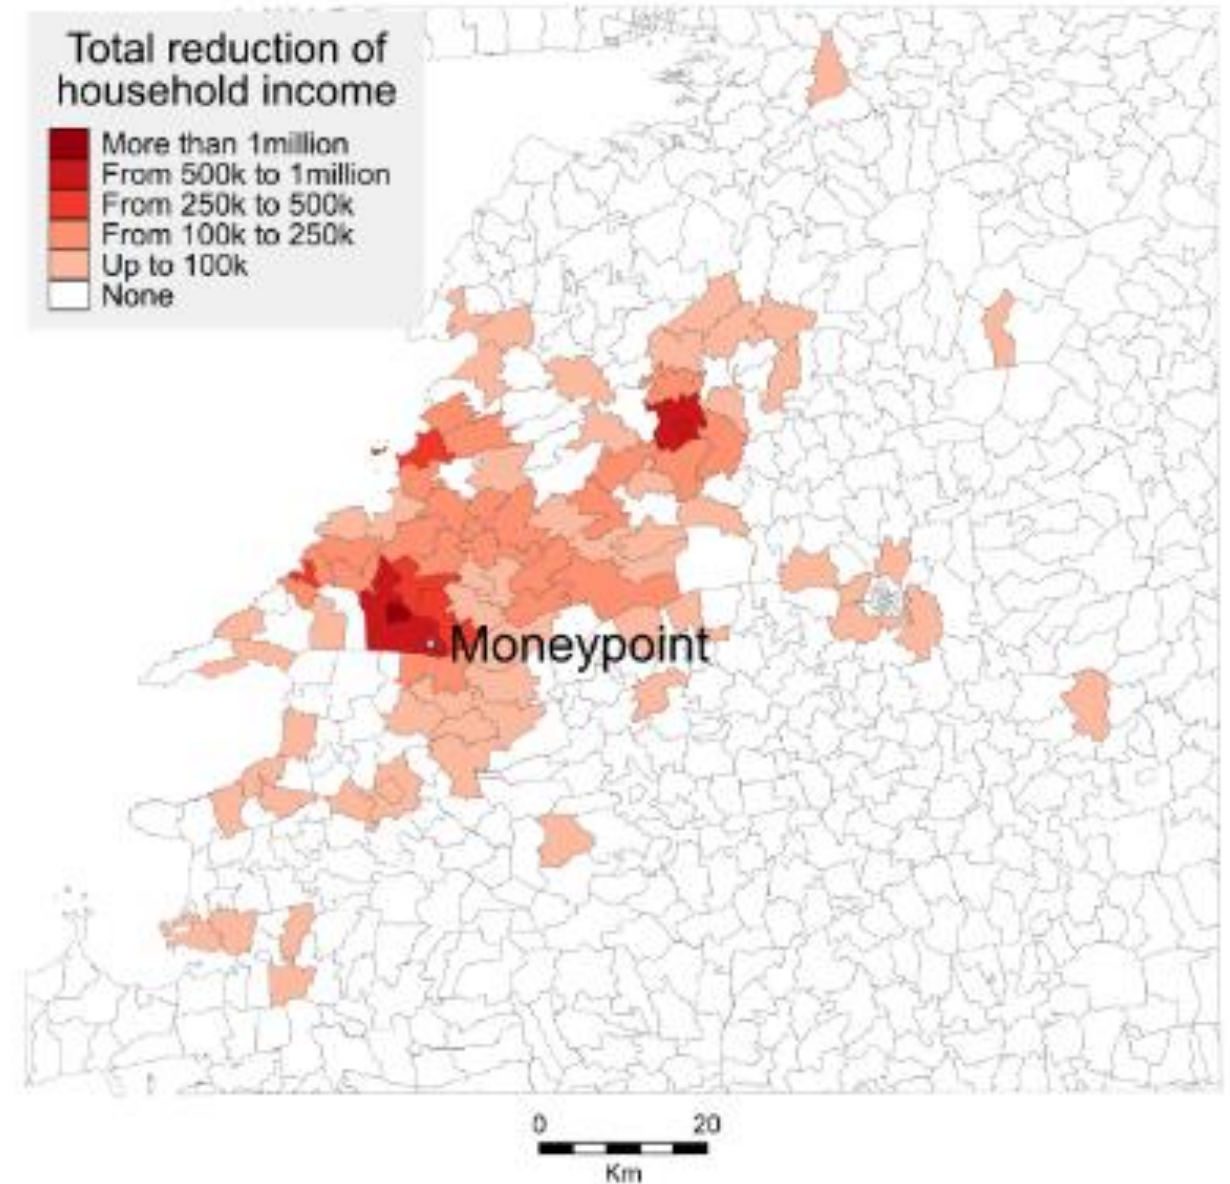 Total reduction of
household income
More than 1million
From 500k to 1million
From 250k to 500k
From 100k to 250k
Up to 100k
None
Moneypoint
0 20
Km